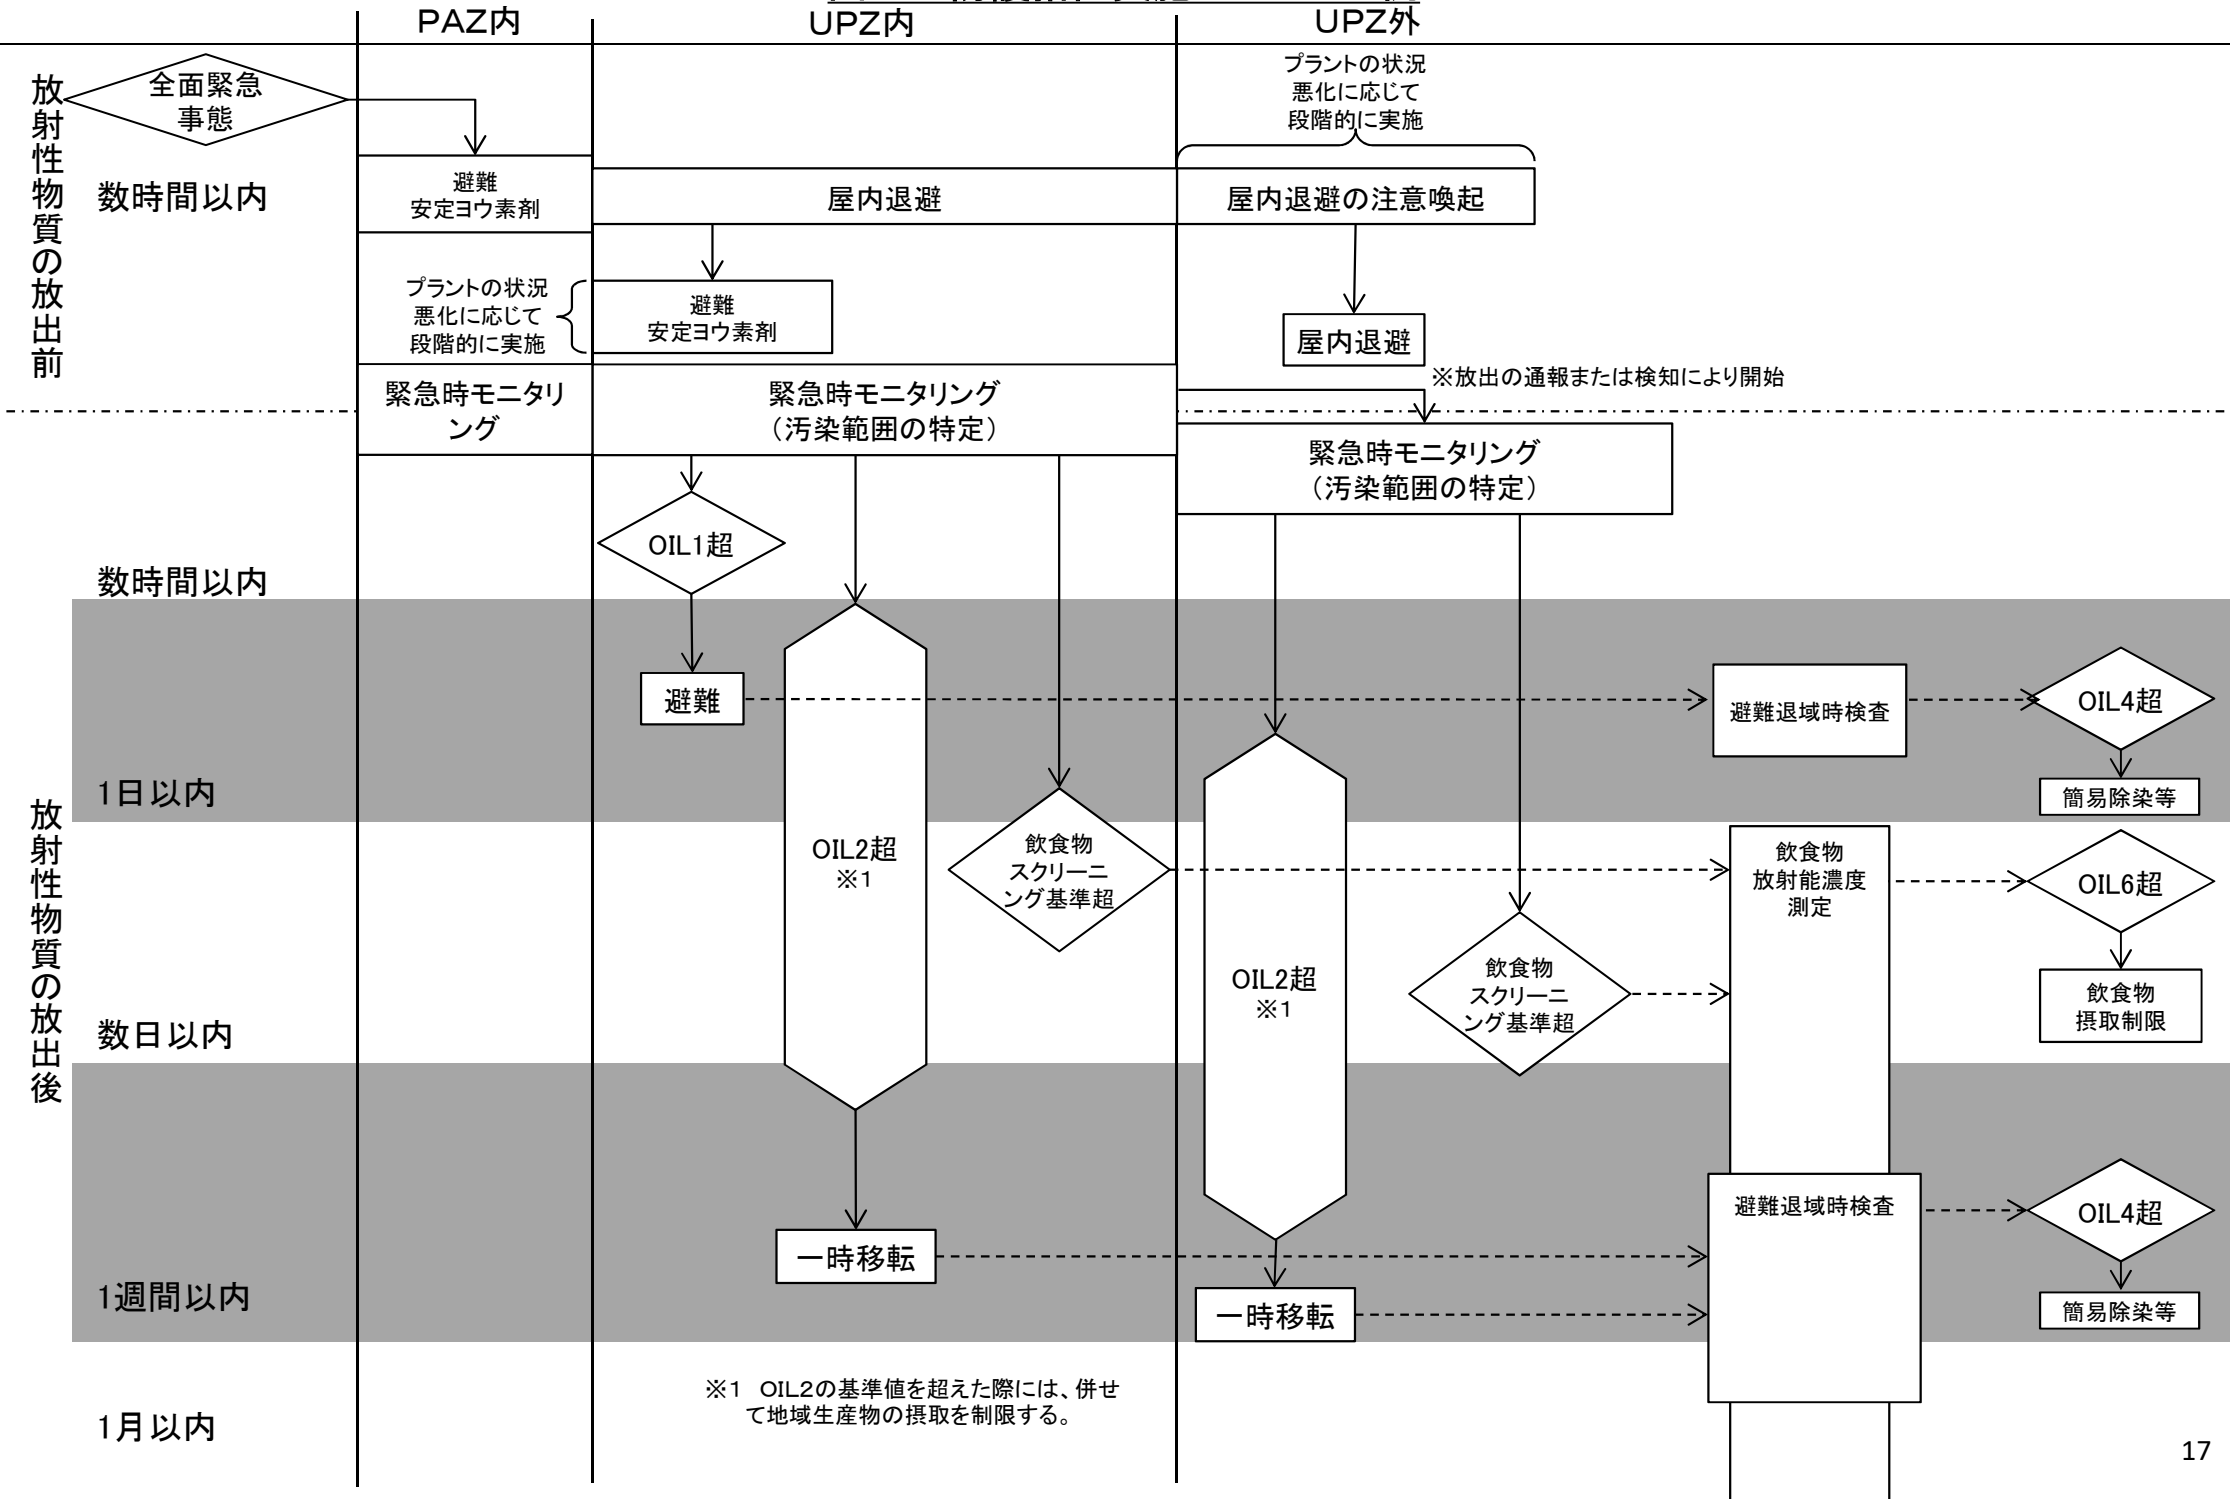 PAZ内
UPZ内
UPZ外
放射性物質の放出前
全面緊急
事態
プラントの状況
悪化に応じて
段階的に実施
数時間以内
避難
安定ヨウ素剤
屋内退避
屋内退避の注意喚起
プラントの状況
悪化に応じて
段階的に実施
避難
安定ヨウ素剤
屋内退避
※放出の通報または検知により開始
緊急時モニタリ
ング
緊急時モニタリング
（汚染範囲の特定）
緊急時モニタリング
（汚染範囲の特定）
OIL1超
数時間以内
放射性物質の放出後
避難
避難退域時検査
OIL4超
1日以内
簡易除染等
OIL2超
※1
飲食物
スクリーニ
ング基準超
飲食物
放射能濃度
測定
OIL6超
OIL2超
※1
飲食物
スクリーニ
ング基準超
飲食物
摂取制限
数日以内
避難退域時検査
OIL4超
一時移転
1週間以内
一時移転
簡易除染等
※1　OIL2の基準値を超えた際には、併せ
て地域生産物の摂取を制限する。
1月以内
17